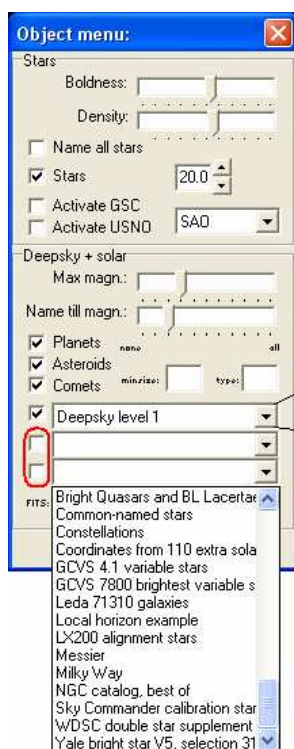 Object menu:
Stars
Boldness:
Density:
Name all stars
Stars 20.0
Activate GSC
Activate USNO SAO
Deepsky + solar
Max magn.:
Name till magn.:
Planets none all
Asteroids
Comets minsize: type:
Deepsky level 1
FITS:
Bright Quasars and BL Lacertae
Common-named stars
Constellations
Coordinates from 110 extra sola
GCVS 4.1 variable stars
GCVS 7800 brightest variable s
Leda 71310 galaxies
Local horizon example
LX200 alignment stars
Messier
Milky Way
NGC catalog, best of
Sky Commander calibration star
WDSC double star supplement
Yale bright star V5, selection 31